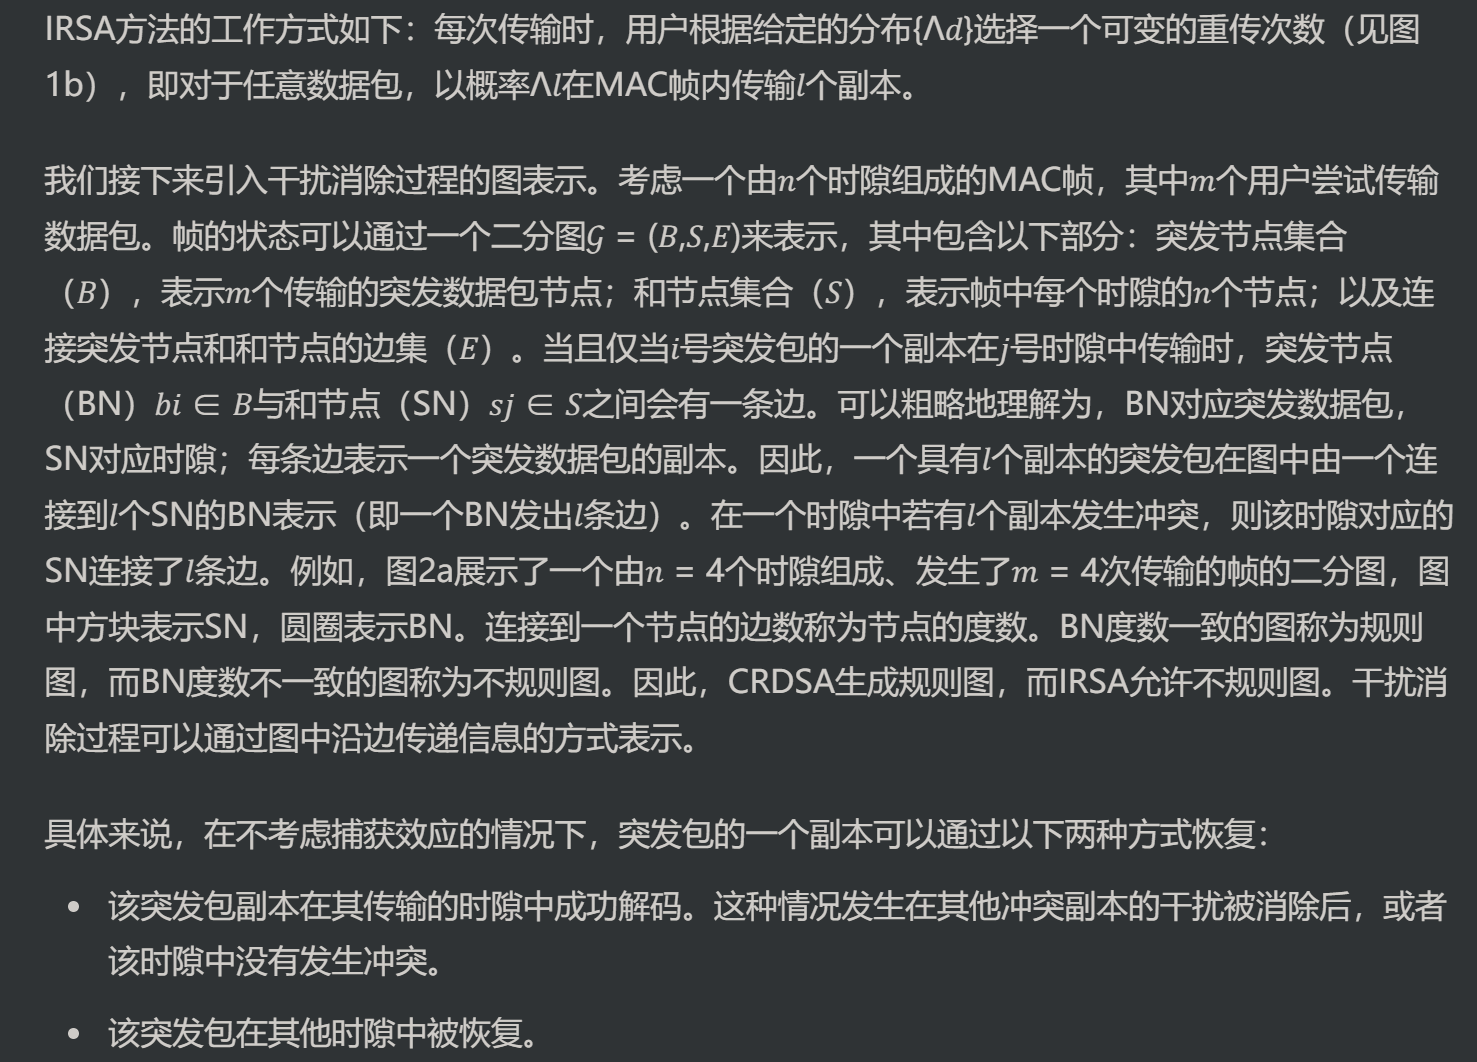 IRSA方法的工作方式如下：每次传输时，用户根据给定的分布{Λd}选择一个可变的重传次数（见图
1b），即对于任意数据包，以概率Λl在MAC帧内传输l个副本。
我们接下来引入干扰消除过程的图表示。考虑一个由n个时隙组成的MAC帧，其中m个用户尝试传输
数据包。帧的状态可以通过一个二分图𝒢 = (B,S,E)来表示，其中包含以下部分：突发节点集合
（B），表示m个传输的突发数据包节点；和节点集合（S），表示帧中每个时隙的n个节点；以及连
接突发节点和和节点的边集（E）。当且仅当i号突发包的一个副本在j号时隙中传输时，突发节点
（BN）bi ∈ B与和节点（SN）sj ∈ S之间会有一条边。可以粗略地理解为，BN对应突发数据包，
SN对应时隙；每条边表示一个突发数据包的副本。因此，一个具有l个副本的突发包在图中由一个连
接到l个SN的BN表示（即一个BN发出l条边）。在一个时隙中若有l个副本发生冲突，则该时隙对应的
SN连接了l条边。例如，图2a展示了一个由n = 4个时隙组成、发生了m = 4次传输的帧的二分图，图
中方块表示SN，圆圈表示BN。连接到一个节点的边数称为节点的度数。BN度数一致的图称为规则
图，而BN度数不一致的图称为不规则图。因此，CRDSA生成规则图，而IRSA允许不规则图。干扰消
除过程可以通过图中沿边传递信息的方式表示。
具体来说，在不考虑捕获效应的情况下，突发包的一个副本可以通过以下两种方式恢复：
• 该突发包副本在其传输的时隙中成功解码。这种情况发生在其他冲突副本的干扰被消除后，或者
该时隙中没有发生冲突。
• 该突发包在其他时隙中被恢复。